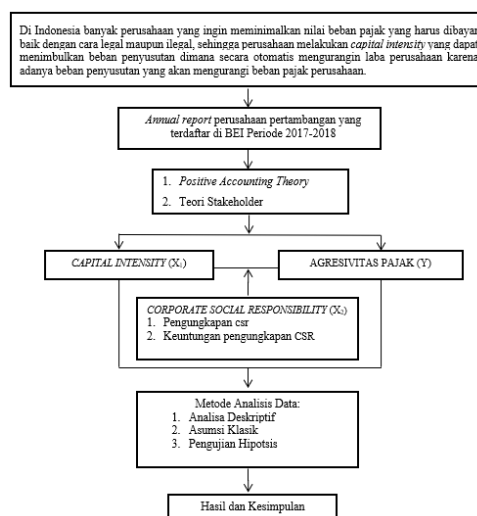 Di Indonesia banyak perusahaan yang ingin meminimalkan nilai beban pajak yang harus dibayar
baik dengan cara legal maupun ilegal, sehingga perusahaan melakukan capital intensity yang dapat
menimbulkan beban penyusutan dimana secara otomatis mengurangin laba perusahaan karena
adanya beban penyusutan yang akan mengurangi beban pajak perusahaan.
Annual report perusahaan pertambangan yang
terdaftar di BEI Periode 2017-2018
1. Positive Accounting Theory
2. Teori Stakeholder
CAPITAL INTENSITY (X1)
AGRESIVITAS PAJAK (Y)
CORPORATE SOCIAL RESPONSIBILITY (X2)
1. Pengungkapan csr
2. Keuntungan pengungkapan CSR
Metode Analisis Data:
1. Analisa Deskriptif
2. Asumsi Klasik
3. Pengujian Hipotsis
Hasil dan Kesimpulan